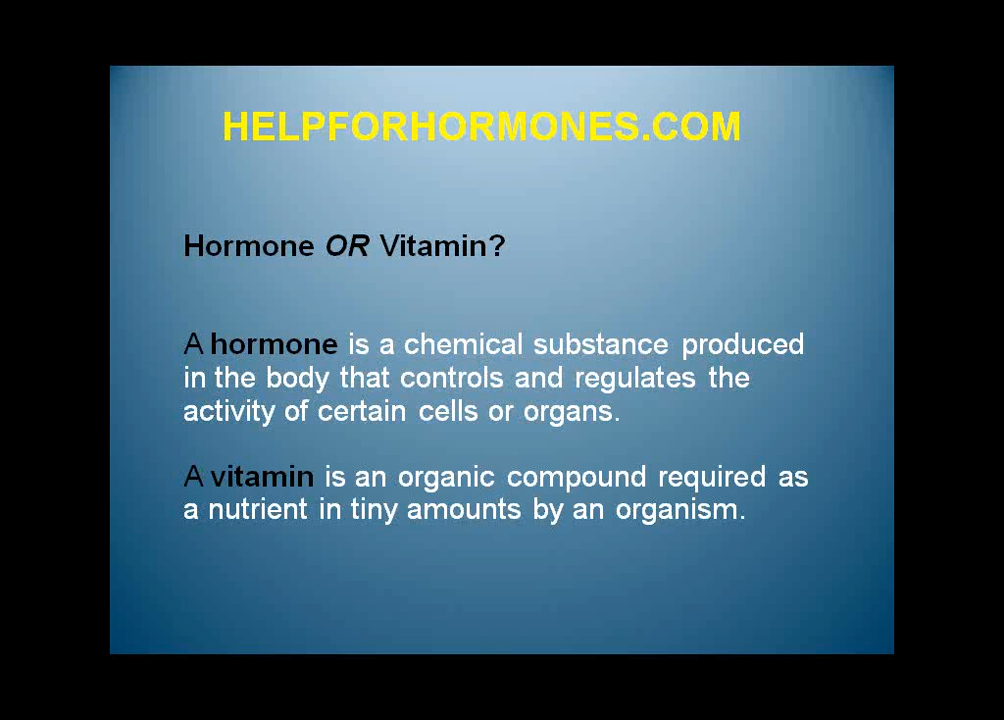 HELPFORHORMONES.COM
Hormone OR Vitamin?
A hormone is a chemical substance produced
in the body that controls and regulates the
activity of certain cells or organs.
A vitamin is an organic compound required as
a nutrient in tiny amounts by an organism.